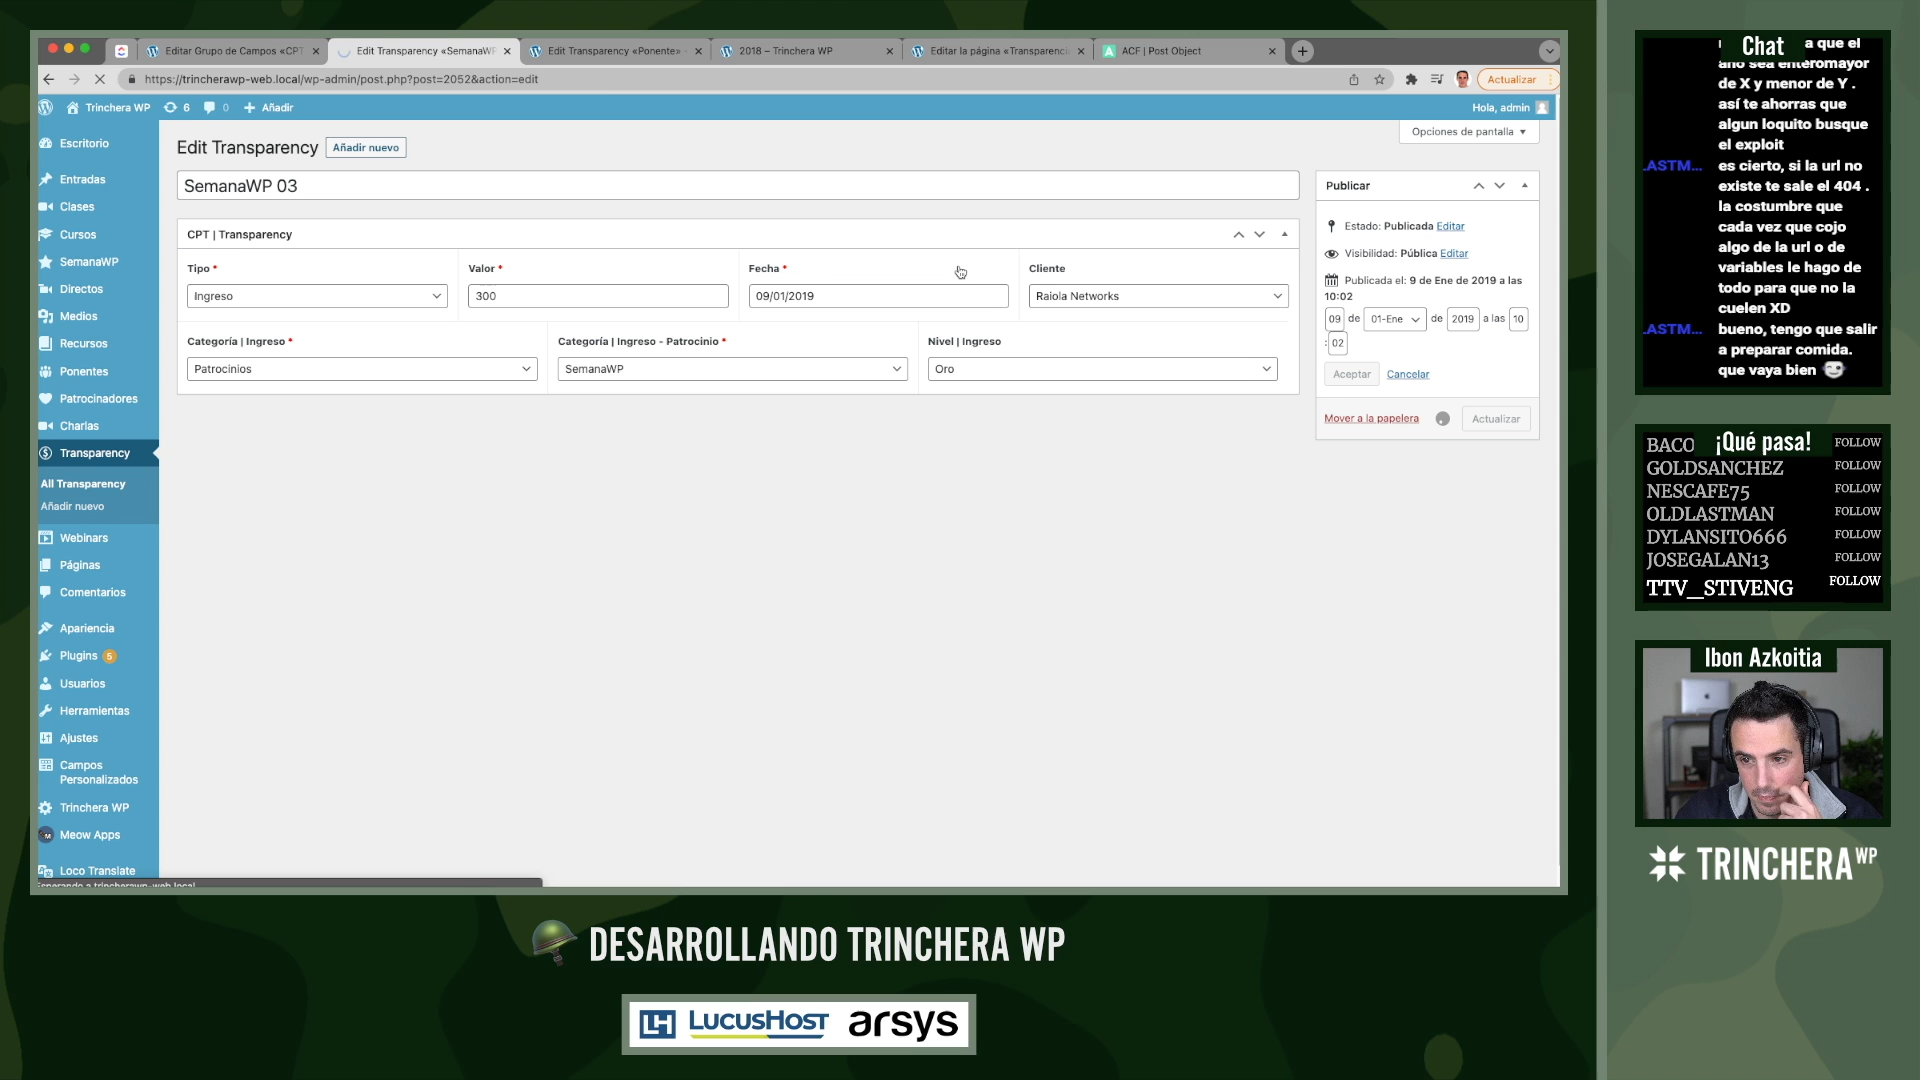 Editar Grupo de Campos «CPT
Edit Transparency «SemanaWP
Edit Transparency «Ponente»
2018 – Trinchera WP
Editar la página «Transparenci
ACF | Post Object
https://trincherawp-web.local/wp-admin/post.php?post=2052&action=edit
Actualizar
Trinchera WP
6
0
Añadir
Hola, admin
Opciones de pantalla
Escritorio
Entradas
Clases
Cursos
SemanaWP
Directos
Medios
Recursos
Ponentes
Patrocinadores
Charlas
Transparency
All Transparency
Añadir nuevo
Webinars
Páginas
Comentarios
Apariencia
Plugins 5
Usuarios
Herramientas
Ajustes
Campos
Personalizados
Trinchera WP
Meow Apps
Loco Translate
Esperando a trincherawp-web.local
Edit Transparency
Añadir nuevo
SemanaWP 03
CPT | Transparency
Tipo *
Valor *
Fecha *
Cliente
Ingreso
300
09/01/2019
Raiola Networks
Categoría | Ingreso *
Categoría | Ingreso - Patrocinio *
Nivel | Ingreso
Patrocinios
SemanaWP
Oro
Publicar
Estado: Publicada Editar
Visibilidad: Pública Editar
Publicada el: 9 de Ene de 2019 a las
10:02
09 de 01-Ene de 2019 a las 10
: 02
Aceptar
Cancelar
Mover a la papelera
Actualizar
Chat
a que el
año sea enteromayor
de X y menor de Y .
así te ahorras que
algun loquito busque
el exploit
.ASTM... es cierto, si la url no
existe te sale el 404 .
la costumbre que
cada vez que cojo
algo de la url o de
variables le hago de
todo para que no la
cuelen XD
.ASTM... bueno, tengo que salir
a preparar comida.
que vaya bien
¡Qué pasa!
BACO FOLLOW
GOLDSANCHEZ FOLLOW
NESCAFE75 FOLLOW
OLDLASTMAN FOLLOW
DYLANSITO666 FOLLOW
JOSEGALAN13 FOLLOW
TTV_STIVENG FOLLOW
Ibon Azkoitia
TRINCHERA WP
DESARROLLANDO TRINCHERA WP
LH LUCUSHOST
arsys